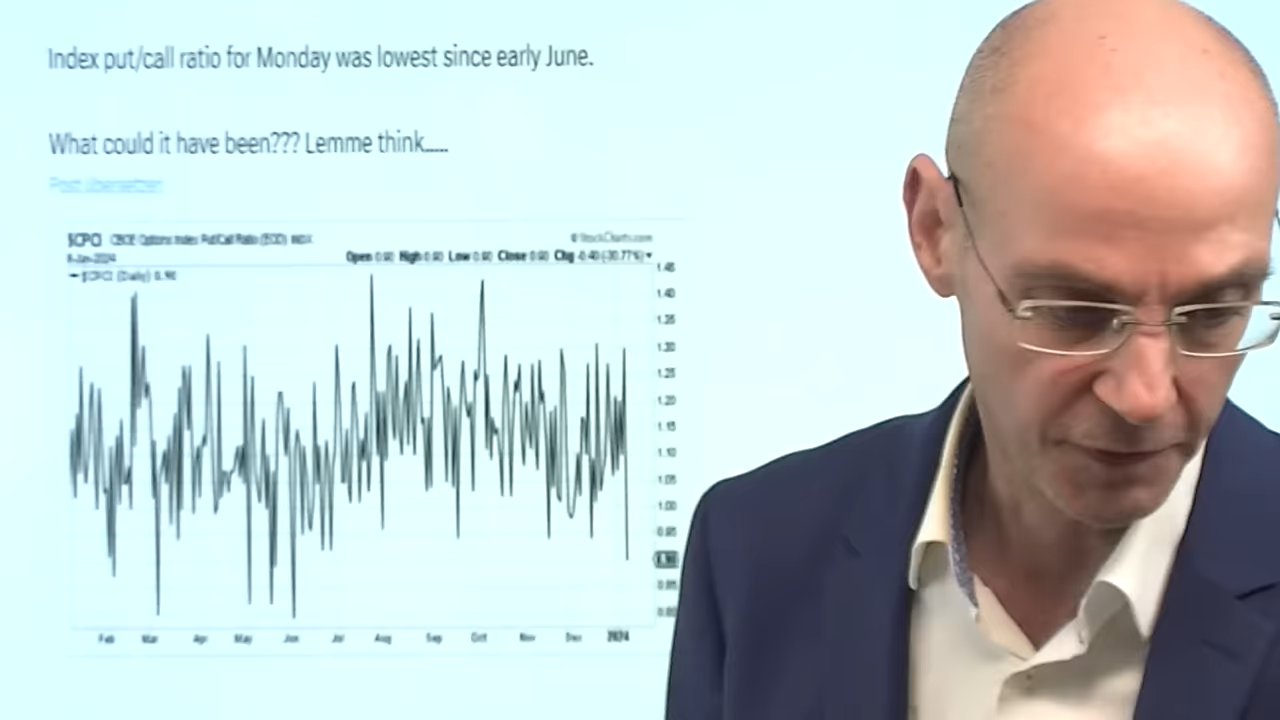 Index put/call ratio for Monday was lowest since early June.
What could it have been??? Lemme think.....
Post übersetzen
$CPCI CBOE Options Index Put/Call Ratio (EOD) INDX
© StockCharts.com
8-Jan-2024
Open 0.90 High 0.90 Low 0.90 Close 0.90 Chg -0.40 (-30.77%)
$CPCI (Daily) 0.90
1.45
1.40
1.35
1.30
1.25
1.20
1.15
1.10
1.05
1.00
0.95
0.90
0.85
0.80
Feb Mar Apr May Jun Jul Aug Sep Oct Nov Dec 2024